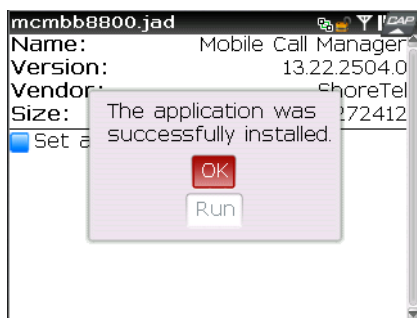 mcmbb8800.jad CAP
Name: Mobile Call Manager
Version: 13.22.2504.0
Vendor: ShoreTel
Size: 272412
Set a
The application was
successfully installed.
OK
Run